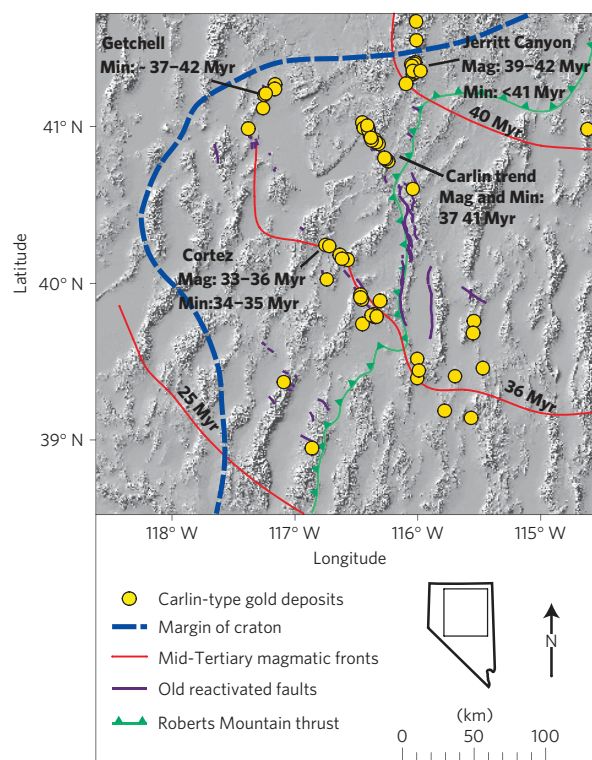 Getchell
Min: - 37–42 Myr
Jerritt Canyon
Mag: 39–42 Myr
Min: <41 Myr
40 Myr
Carlin trend
Mag and Min:
37 41 Myr
Cortez
Mag: 33–36 Myr
Min:34–35 Myr
25 Myr
36 Myr
41° N
40° N
39° N
Latitude
118° W
117° W
116° W
115° W
Longitude
Carlin-type gold deposits
Margin of craton
Mid-Tertiary magmatic fronts
Old reactivated faults
Roberts Mountain thrust
N
(km)
0 50 100